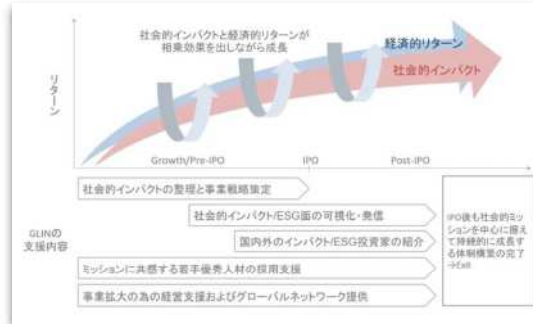 社会的インパクトと経済的リターンが
相乗効果を出しながら成長
経済的リターン
社会的インパクト
リターン
Growth/Pre-IPO
IPO
Post-IPO
社会的インパクトの整理と事業戦略策定
社会的インパクト/ESG面の可視化・発信
国内外のインパクト/ESG投資家の紹介
ミッションに共感する若手優秀人材の採用支援
事業拡大の為の経営支援およびグローバルネットワーク提供
GLINの
支援内容
IPO後も社会的ミッ
ションを中心に据え
て持続的に成長す
る体制構築の完了
→Exit